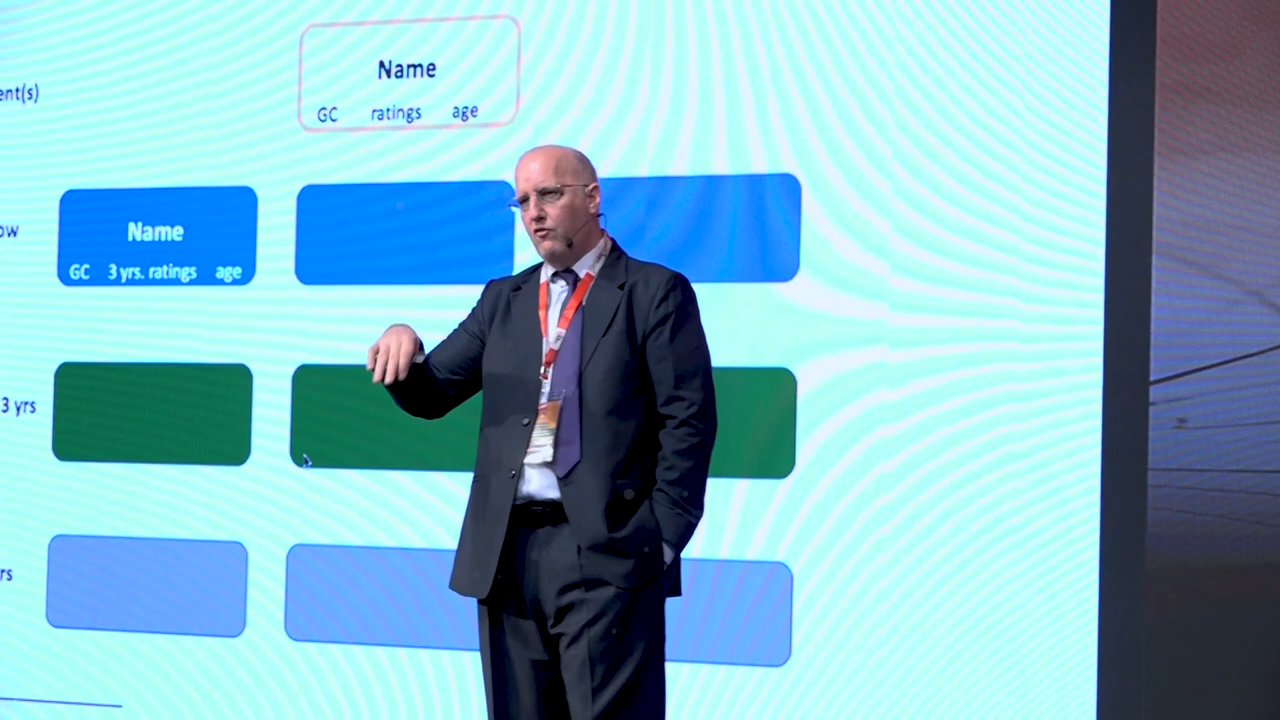 Name
GC ratings age
ent(s)
Name
GC 3 yrs. ratings age
ow
3 yrs
rs